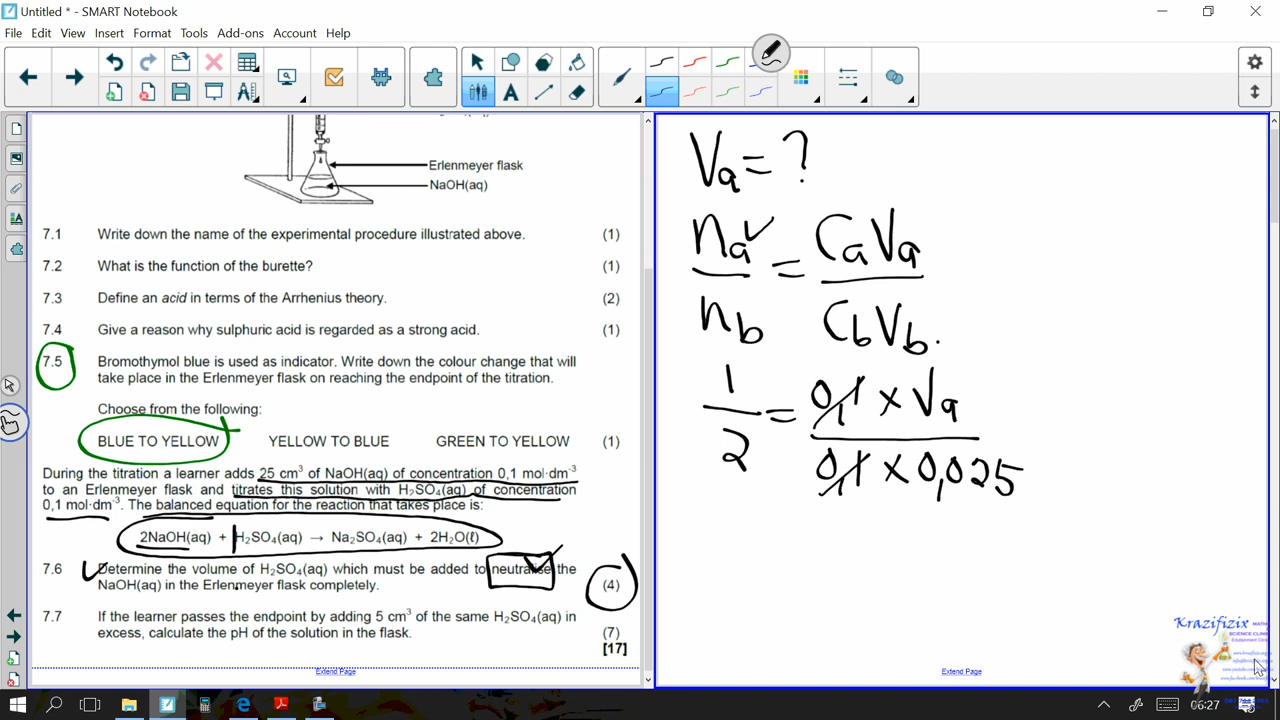 Untitled * - SMART Notebook
File Edit View Insert Format Tools Add-ons Account Help
Erlenmeyer flask
NaOH(aq)
7.1 Write down the name of the experimental procedure illustrated above. (1)
7.2 What is the function of the burette? (1)
7.3 Define an acid in terms of the Arrhenius theory. (2)
7.4 Give a reason why sulphuric acid is regarded as a strong acid. (1)
7.5 Bromothymol blue is used as indicator. Write down the colour change that will
take place in the Erlenmeyer flask on reaching the endpoint of the titration.
Choose from the following:
BLUE TO YELLOW YELLOW TO BLUE GREEN TO YELLOW (1)
During the titration a learner adds 25 cm³ of NaOH(aq) of concentration 0,1 mol·dm⁻³
to an Erlenmeyer flask and titrates this solution with H₂SO₄(aq) of concentration
0,1 mol·dm⁻³. The balanced equation for the reaction that takes place is:
2NaOH(aq) + H₂SO₄(aq) → Na₂SO₄(aq) + 2H₂O(ℓ)
7.6 Determine the volume of H₂SO₄(aq) which must be added to neutralise the
NaOH(aq) in the Erlenmeyer flask completely. (4)
7.7 If the learner passes the endpoint by adding 5 cm³ of the same H₂SO₄(aq) in
excess, calculate the pH of the solution in the flask. (7)
[17]
Extend Page
Va = ?
na = CaVa
nb CbVb.
1 = 0,1 × Va
2 0,1 × 0,025
Extend Page
Krazifizix MATH
SCIENCE CLINIC
06:27